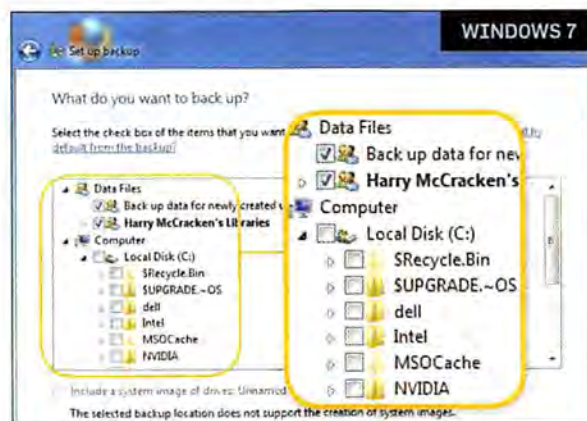 WINDOWS 7
Set up backup
What do you want to back up?
Select the check box of the items that you want
default from the backup?
Data Files
Back up data for newly created
Harry McCracken's Libraries
Computer
Local Disk (C:)
$Recycle.Bin
$UPGRADE.~OS
dell
Intel
MSOCache
NVIDIA
Data Files
Back up data for new
Harry McCracken's
Computer
Local Disk (C:)
$Recycle.Bin
$UPGRADE.~OS
dell
Intel
MSOCache
NVIDIA
Include a system image of drives: Unnamed
The selected backup location does not support the creation of system images.